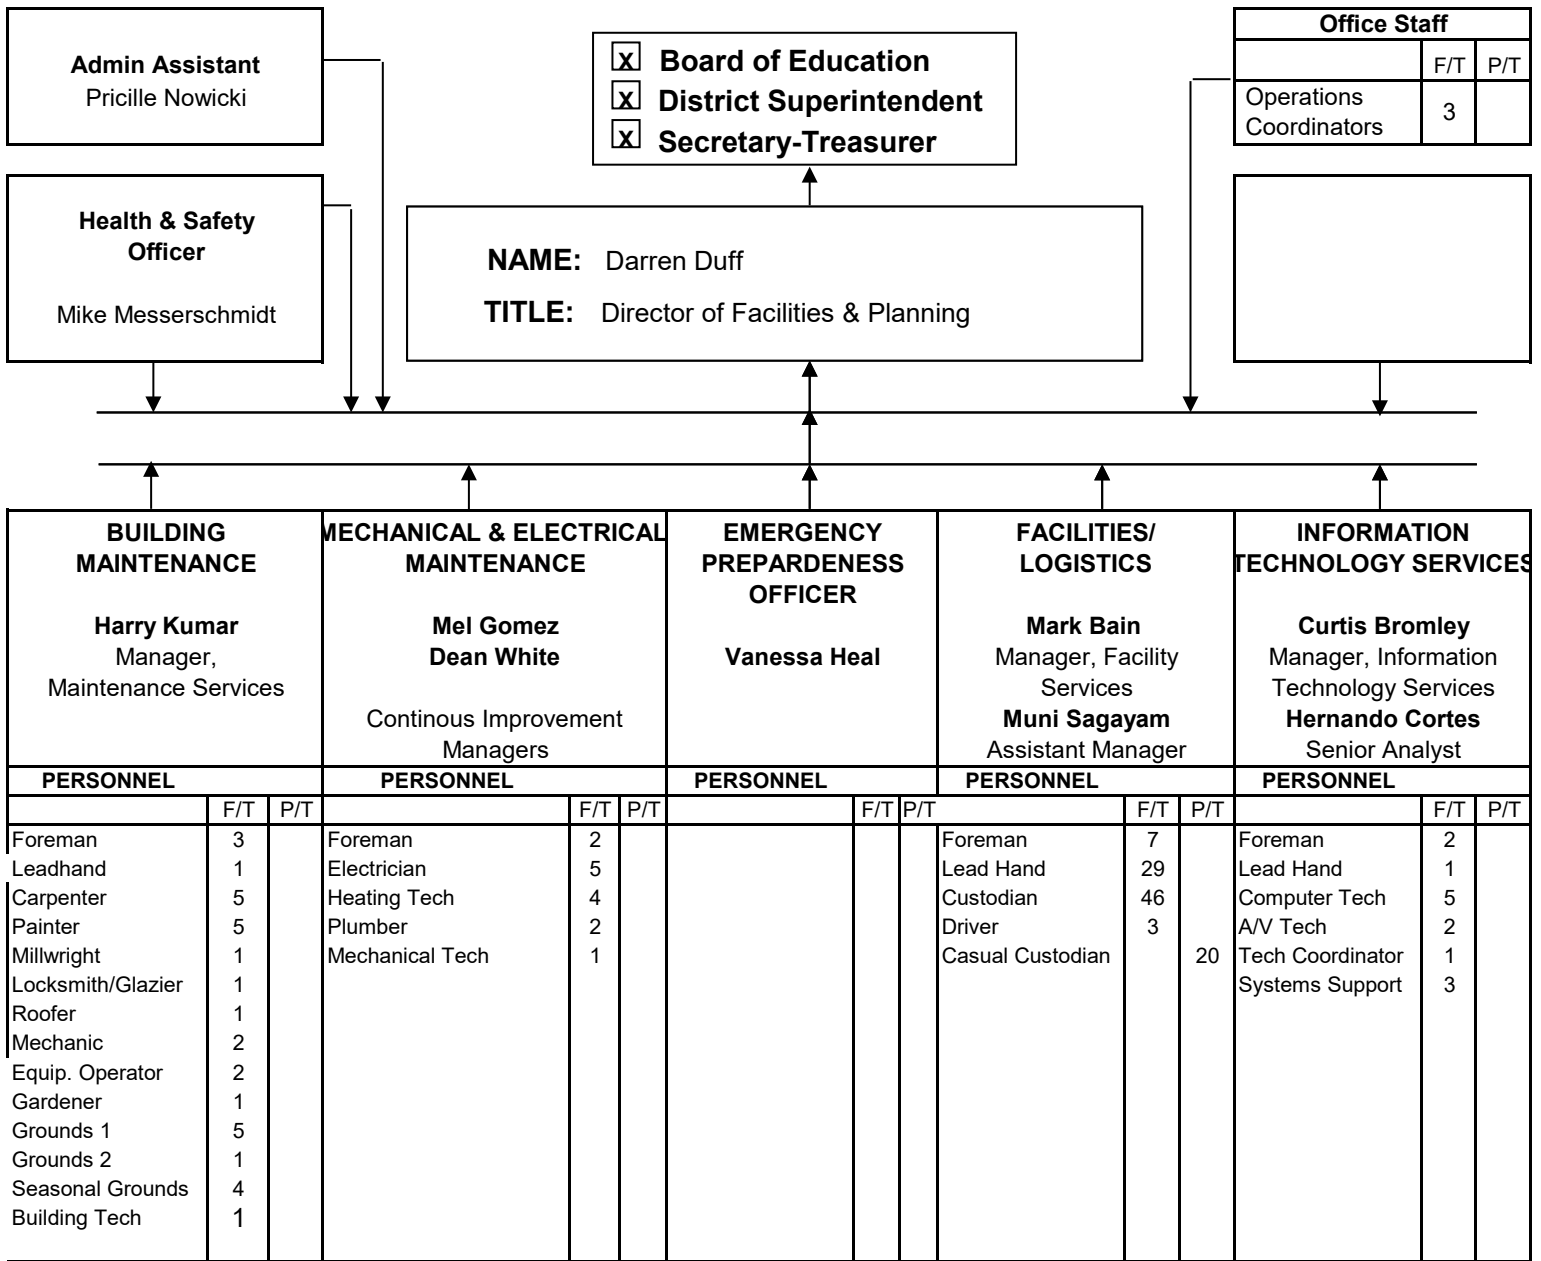 Admin Assistant
Pricille Nowicki
x Board of Education
x District Superintendent
x Secretary-Treasurer
Office Staff
F/T P/T
Operations
Coordinators
3
Health & Safety
Officer
Mike Messerschmidt
NAME: Darren Duff
TITLE: Director of Facilities & Planning
BUILDING
MAINTENANCE
Harry Kumar
Manager,
Maintenance Services
MECHANICAL & ELECTRICAL
MAINTENANCE
Mel Gomez
Dean White
Continous Improvement
Managers
EMERGENCY
PREPARDENESS
OFFICER
Vanessa Heal
FACILITIES/
LOGISTICS
Mark Bain
Manager, Facility
Services
Muni Sagayam
Assistant Manager
INFORMATION
TECHNOLOGY SERVICES
Curtis Bromley
Manager, Information
Technology Services
Hernando Cortes
Senior Analyst
PERSONNEL
F/T P/T
Foreman 3
Leadhand 1
Carpenter 5
Painter 5
Millwright 1
Locksmith/Glazier 1
Roofer 1
Mechanic 2
Equip. Operator 2
Gardener 1
Grounds 1 5
Grounds 2 1
Seasonal Grounds 4
Building Tech 1
PERSONNEL
F/T P/T
Foreman 2
Electrician 5
Heating Tech 4
Plumber 2
Mechanical Tech 1
PERSONNEL
F/T P/T
PERSONNEL
F/T P/T
Foreman 7
Lead Hand 29
Custodian 46
Driver 3
Casual Custodian 20
PERSONNEL
F/T P/T
Foreman 2
Lead Hand 1
Computer Tech 5
A/V Tech 2
Tech Coordinator 1
Systems Support 3